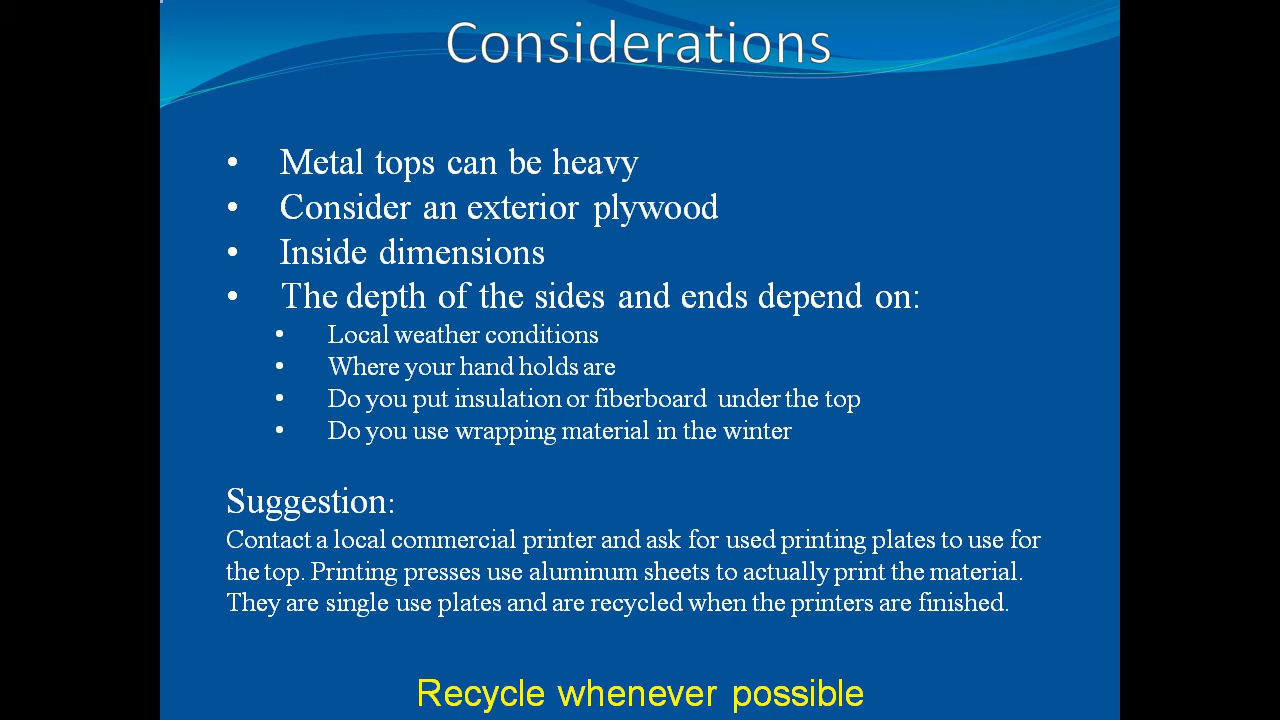 Considerations
• Metal tops can be heavy
• Consider an exterior plywood
• Inside dimensions
• The depth of the sides and ends depend on:
• Local weather conditions
• Where your hand holds are
• Do you put insulation or fiberboard under the top
• Do you use wrapping material in the winter
Suggestion:
Contact a local commercial printer and ask for used printing plates to use for
the top. Printing presses use aluminum sheets to actually print the material.
They are single use plates and are recycled when the printers are finished.
Recycle whenever possible